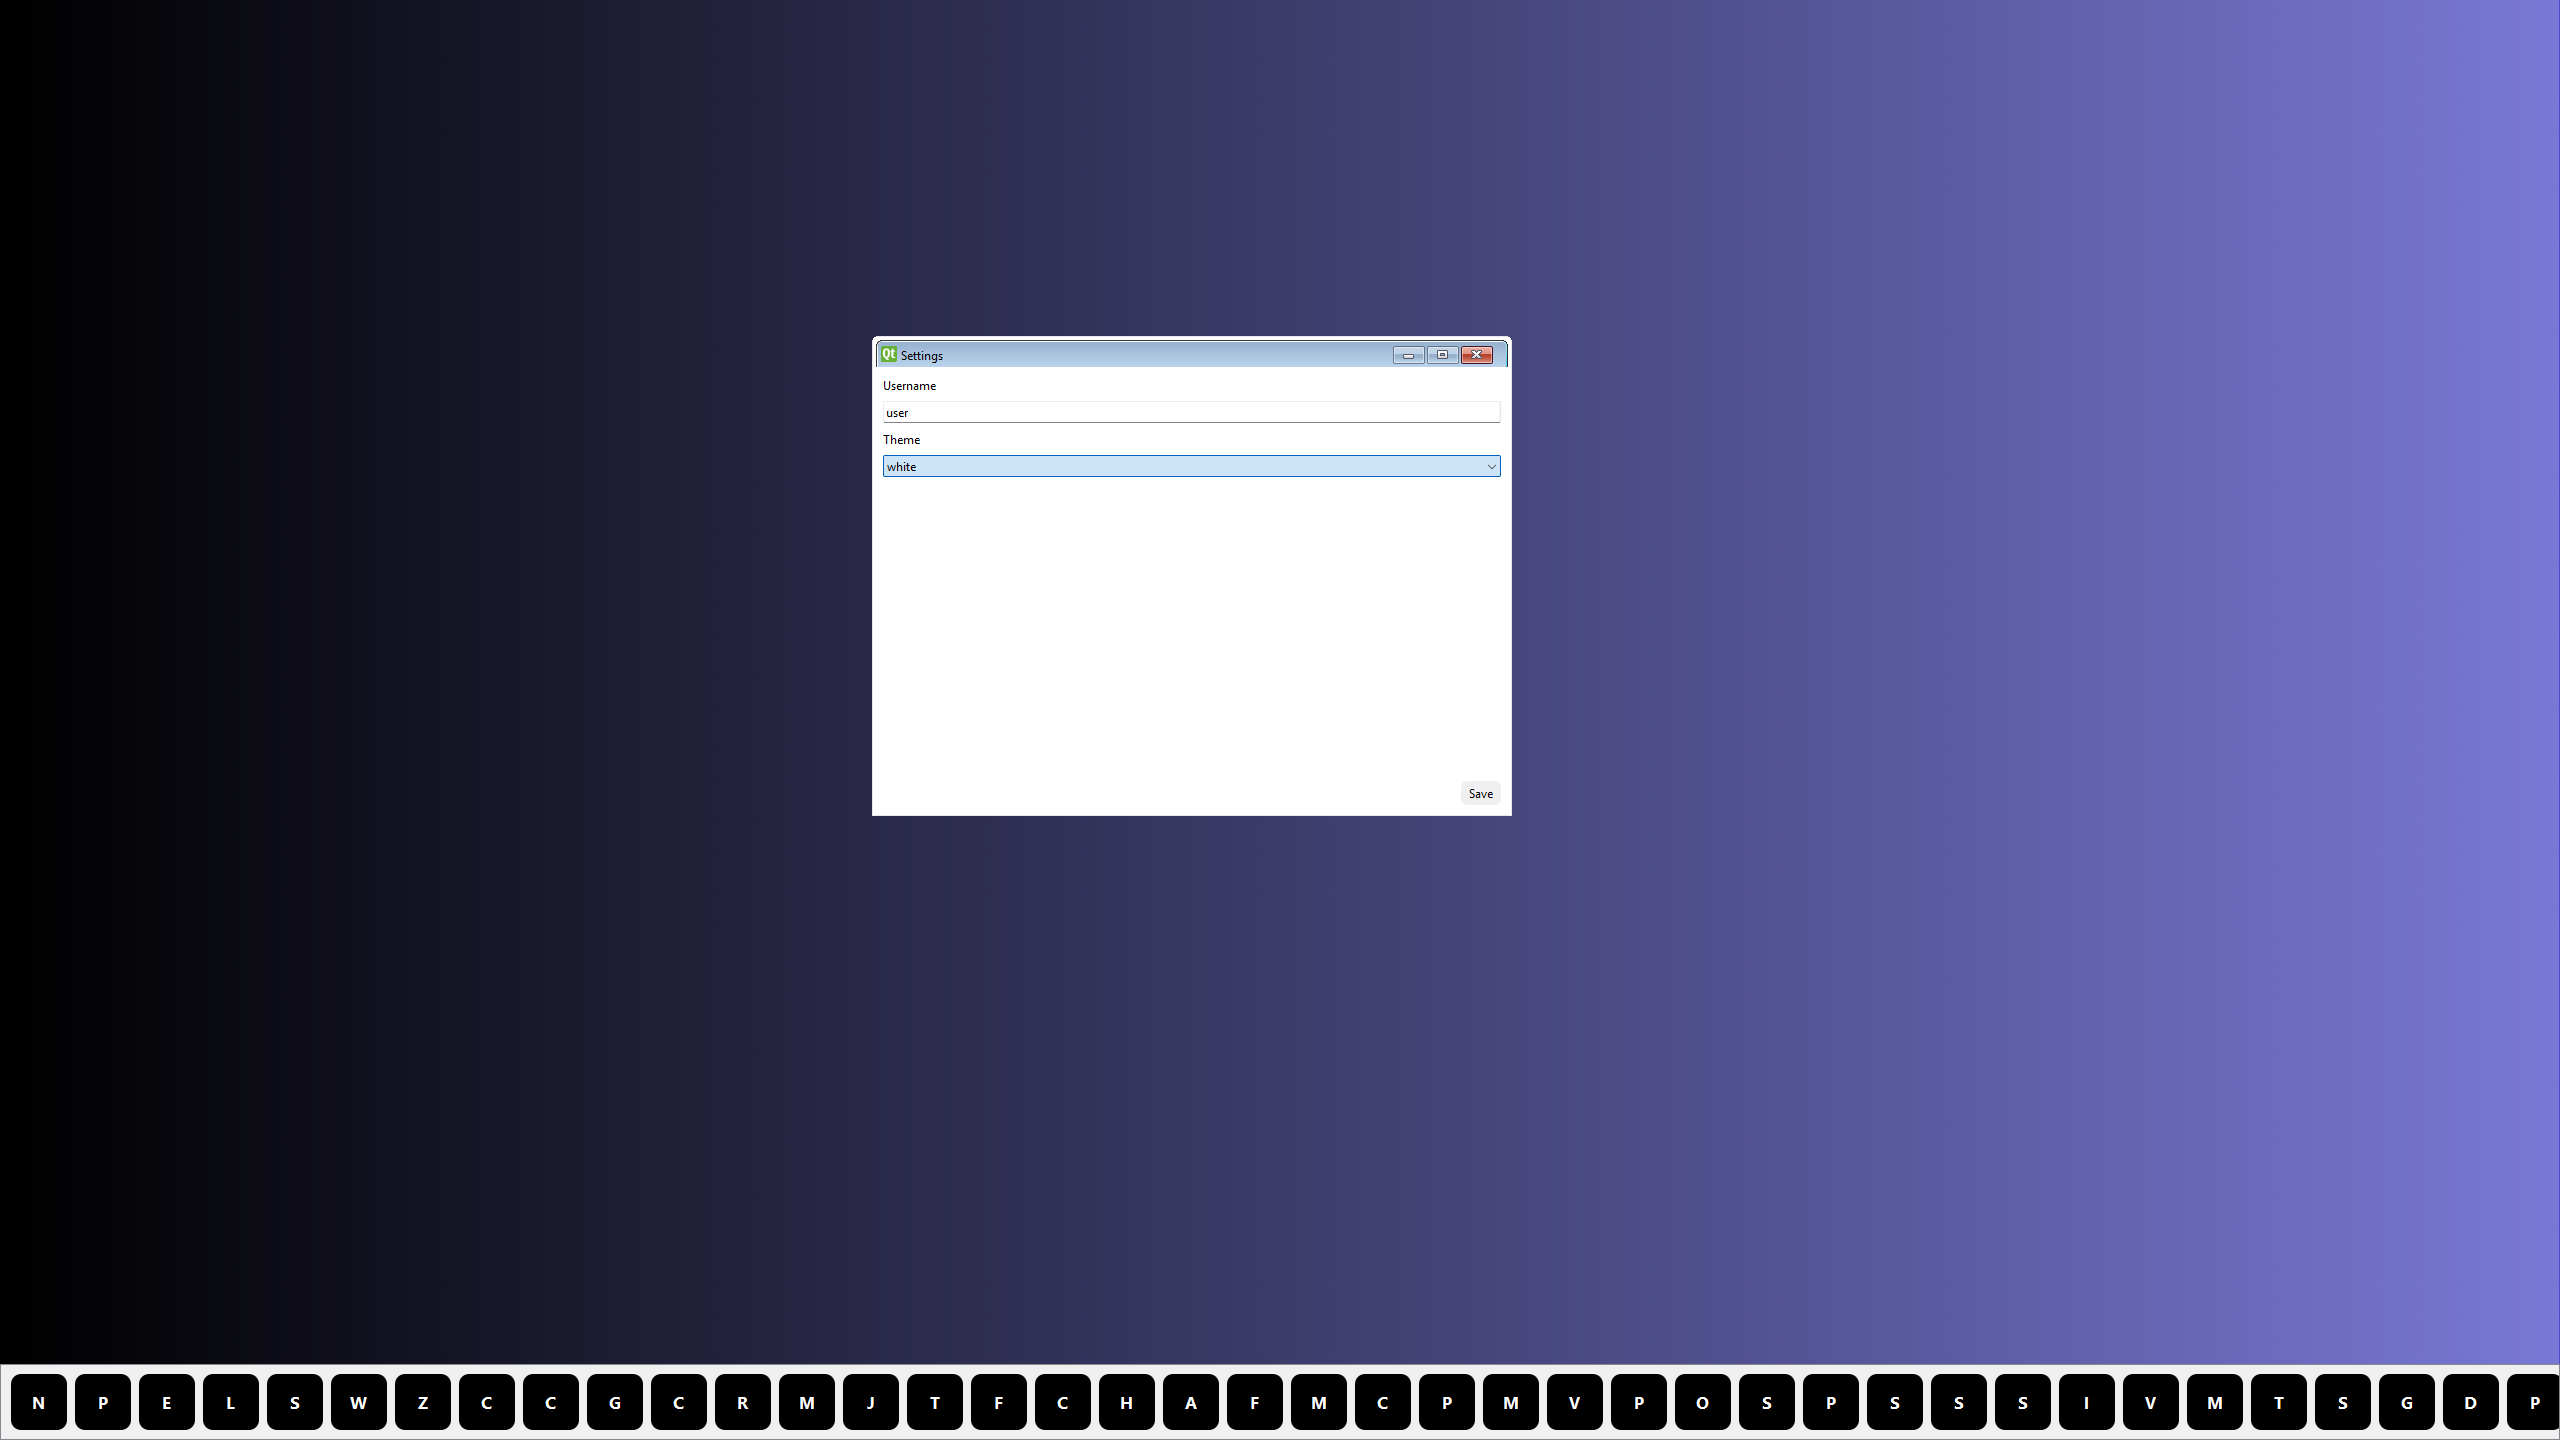 Qt Settings
Username
user
Theme
white
Save
N P E L S W Z C C G C R M J T F C H A F M C P M V P O S P S S S I V M T S G D P